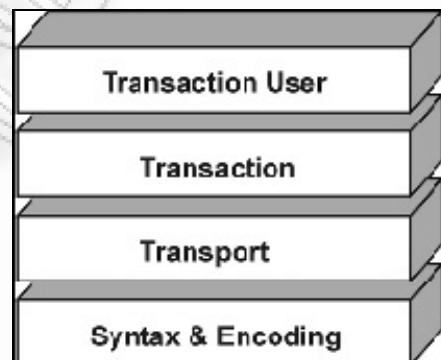 Transaction User
Transaction
Transport
Syntax & Encoding